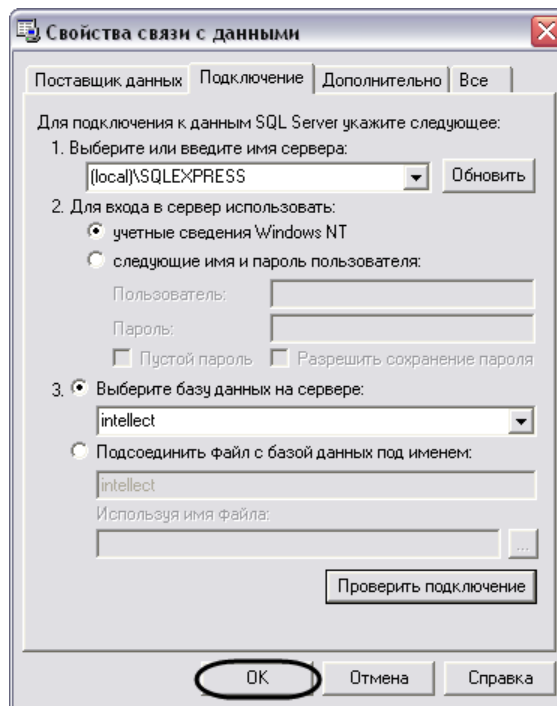 Свойства связи с данными
Поставщик данных Подключение Дополнительно Все
Для подключения к данным SQL Server укажите следующее:
1. Выберите или введите имя сервера:
(local)\SQLEXPRESS Обновить
2. Для входа в сервер использовать:
учетные сведения Windows NT
следующие имя и пароль пользователя:
Пользователь:
Пароль:
Пустой пароль Разрешить сохранение пароля
3. Выберите базу данных на сервере:
intellect
Подсоединить файл с базой данных под именем:
intellect
Используя имя файла:
...
Проверить подключение
OK Отмена Справка